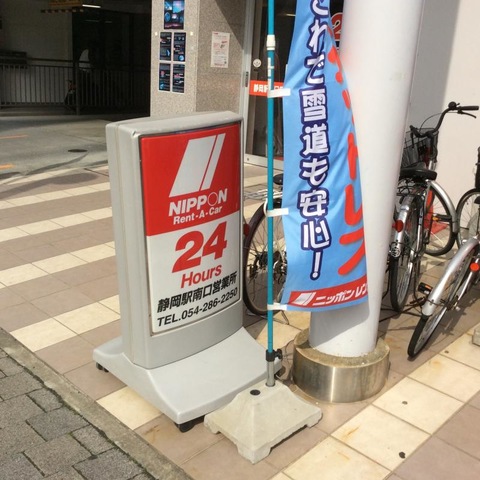 NIPPON
Rent-A-Car
24
Hours
静岡駅南口営業所
TEL.054-286-2250
これで雪道も安心!
ニッポンレン